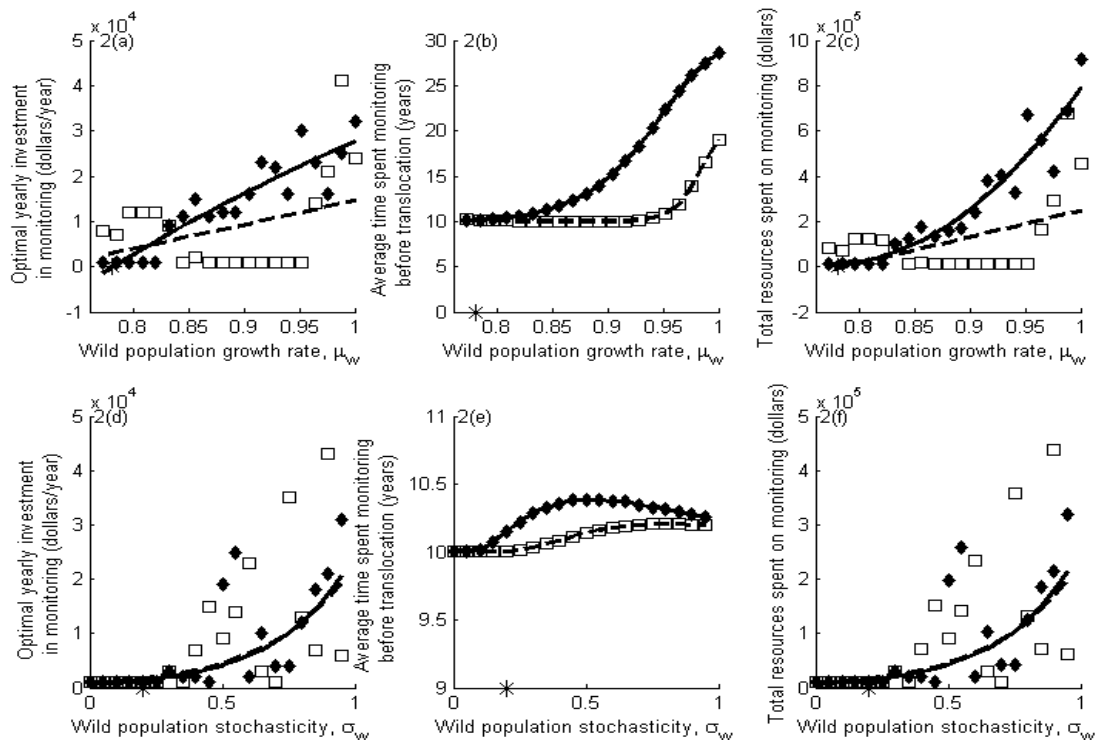 x 10^4
2(a)
5
4
3
2
1
0
-1
0.8 0.85 0.9 0.95 1
Optimal yearly investment
in monitoring (dollars/year)
Wild population growth rate, μ_w
2(b)
30
25
20
15
10
5
0
0.8 0.85 0.9 0.95 1
Average time spent monitoring
before translocation (years)
Wild population growth rate, μ_w
x 10^5
2(c)
10
8
6
4
2
0
-2
0.8 0.85 0.9 0.95 1
Total resources spent on monitoring (dollars)
Wild population growth rate, μ_w
x 10^4
2(d)
5
4
3
2
1
0
0 0.5 1
Optimal yearly investment
in monitoring (dollars/year)
Wild population stochasticity, σ_w
2(e)
11
10.5
10
9.5
9
0 0.5 1
Average time spent monitoring
before translocation (years)
Wild population stochasticity, σ_w
x 10^5
2(f)
5
4
3
2
1
0
0 0.5 1
Total resources spent on monitoring (dollars)
Wild population stochasticity, σ_w